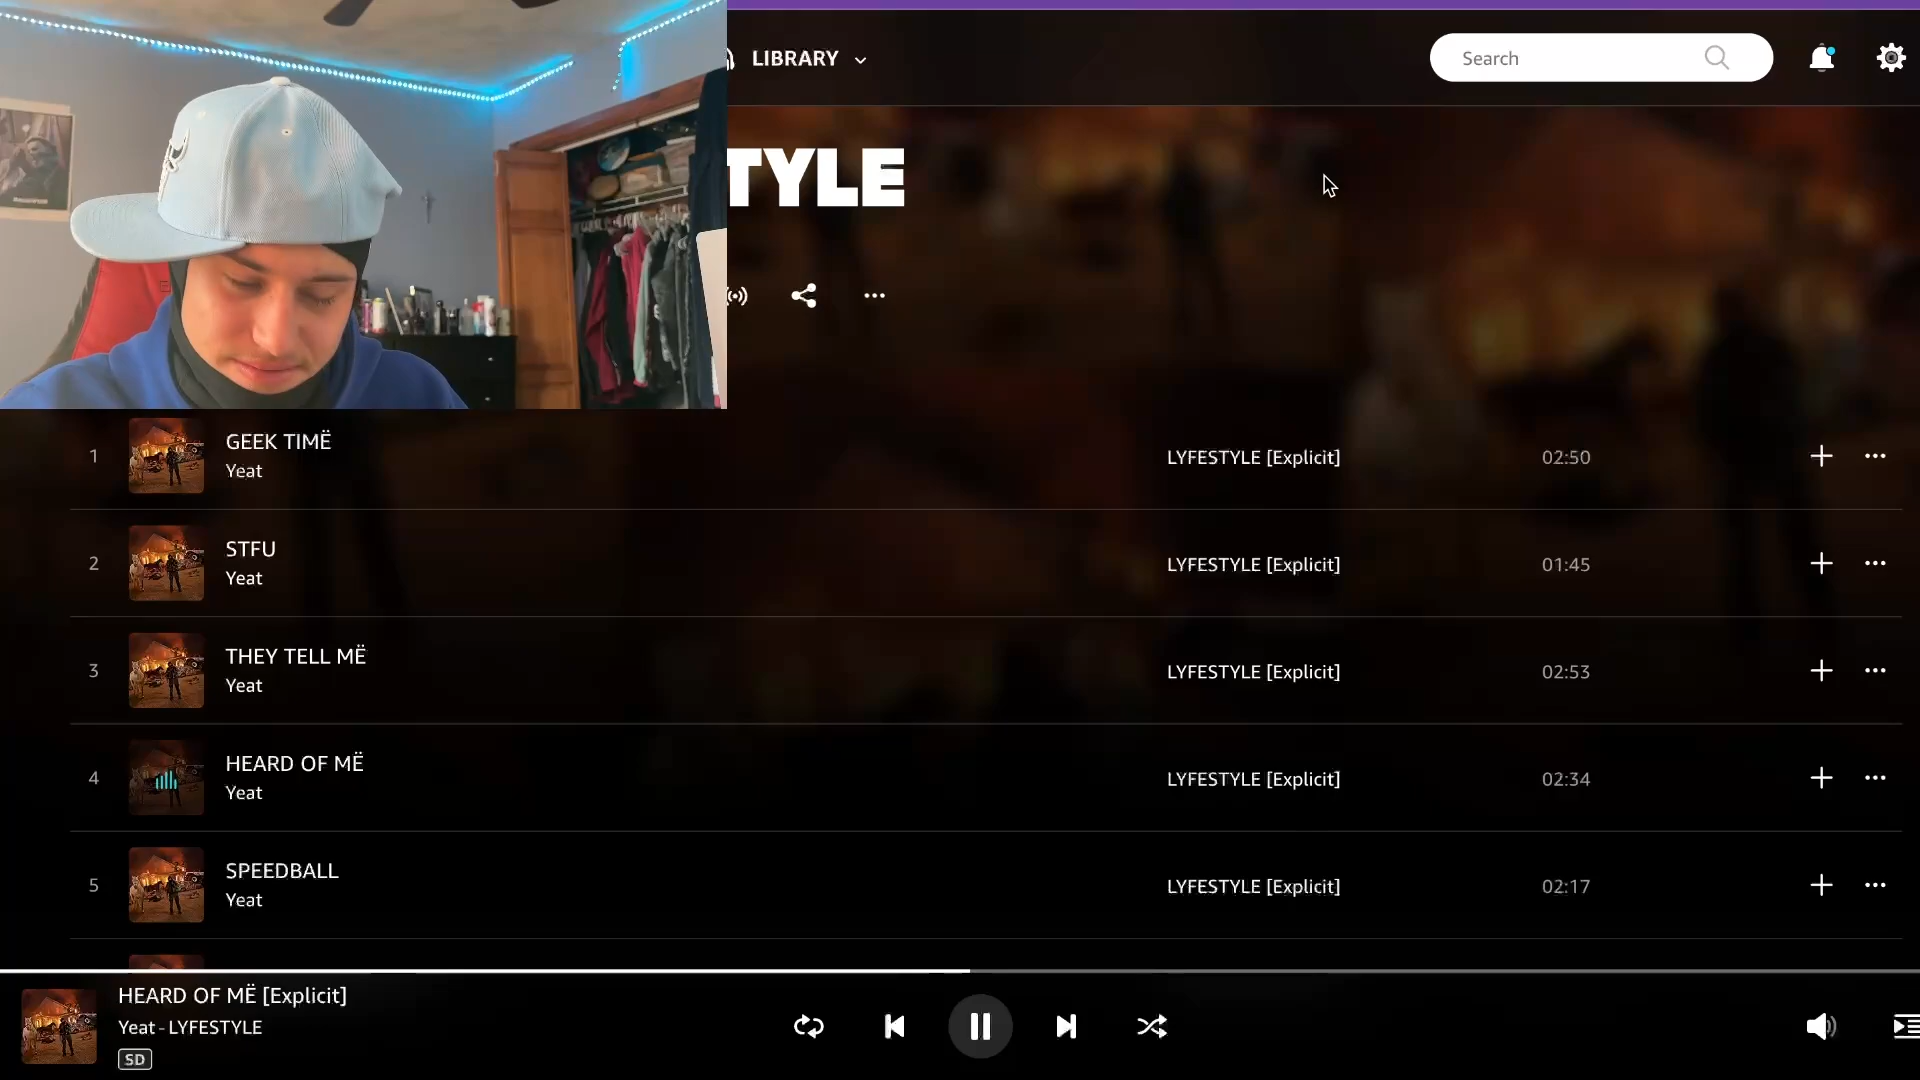 LIBRARY
Search
TYLE
1
GEEK TIMË
Yeat
LYFESTYLE [Explicit]
02:50
2
STFU
Yeat
LYFESTYLE [Explicit]
01:45
3
THEY TELL MË
Yeat
LYFESTYLE [Explicit]
02:53
4
HEARD OF MË
Yeat
LYFESTYLE [Explicit]
02:34
5
SPEEDBALL
Yeat
LYFESTYLE [Explicit]
02:17
HEARD OF MË [Explicit]
Yeat - LYFESTYLE
SD